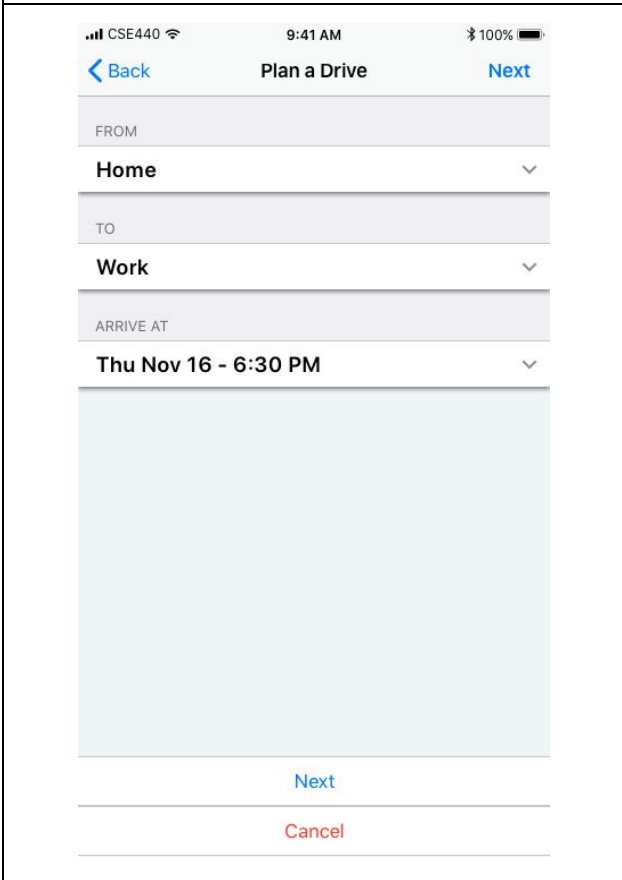 CSE440 9:41 AM 100%
Back Plan a Drive Next
FROM
Home
TO
Work
ARRIVE AT
Thu Nov 16 - 6:30 PM
Next
Cancel